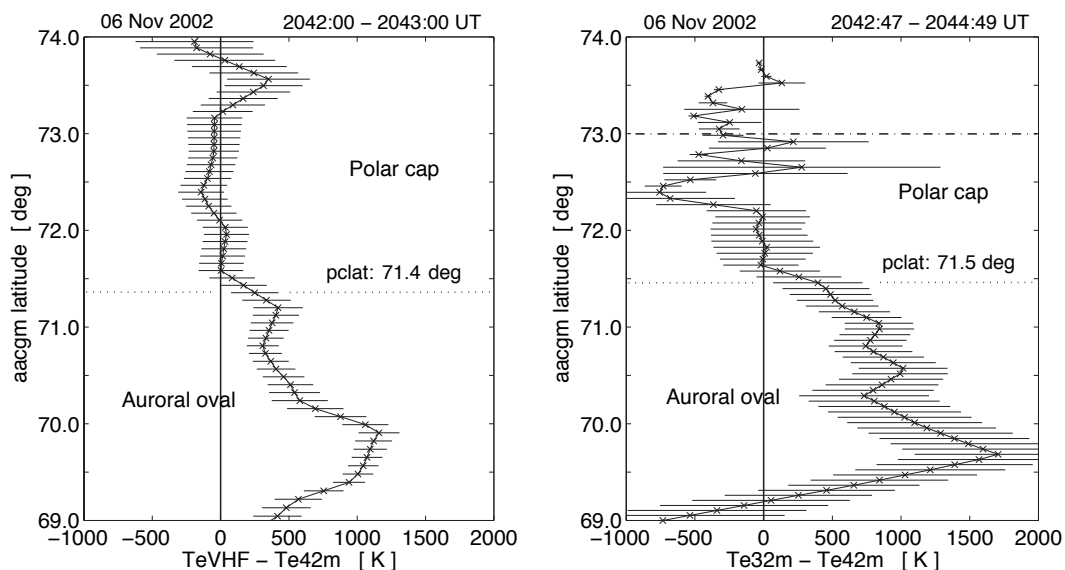 06 Nov 2002 2042:00 − 2043:00 UT
74.0
73.0
72.0
71.0
70.0
69.0
aacgm latitude [ deg ]
Polar cap
pclat: 71.4 deg
Auroral oval
−1000 −500 0 500 1000 1500 2000
TeVHF − Te42m [ K ]
06 Nov 2002 2042:47 − 2044:49 UT
74.0
73.0
72.0
71.0
70.0
69.0
aacgm latitude [ deg ]
Polar cap
pclat: 71.5 deg
Auroral oval
−1000 −500 0 500 1000 1500 2000
Te32m − Te42m [ K ]